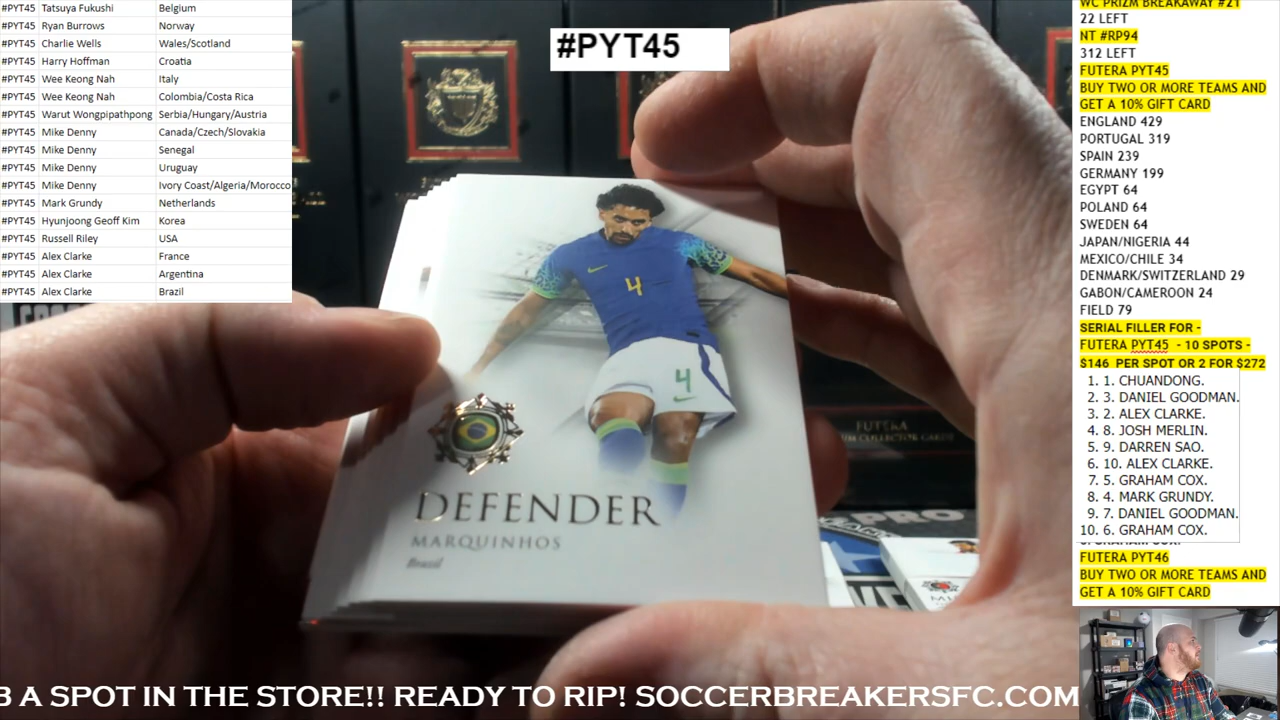 #PYT45 Tatsuya Fukushi Belgium
#PYT45 Ryan Burrows Norway
#PYT45 Charlie Wells Wales/Scotland
#PYT45 Harry Hoffman Croatia
#PYT45 Wee Keong Nah Italy
#PYT45 Wee Keong Nah Colombia/Costa Rica
#PYT45 Warut Wongpipathpong Serbia/Hungary/Austria
#PYT45 Mike Denny Canada/Czech/Slovakia
#PYT45 Mike Denny Senegal
#PYT45 Mike Denny Uruguay
#PYT45 Mike Denny Ivory Coast/Algeria/Morocco
#PYT45 Mark Grundy Netherlands
#PYT45 Hyunjoong Geoff Kim Korea
#PYT45 Russell Riley USA
#PYT45 Alex Clarke France
#PYT45 Alex Clarke Argentina
#PYT45 Alex Clarke Brazil
#PYT45
4
4
DEFENDER
MARQUINHOS
Brazil
FUTERA
COLLECTOR CARDS
PRO
WC PRIZM BREAKAWAY #21
22 LEFT
NT #RP94
312 LEFT
FUTERA PYT45
BUY TWO OR MORE TEAMS AND
GET A 10% GIFT CARD
ENGLAND 429
PORTUGAL 319
SPAIN 239
GERMANY 199
EGYPT 64
POLAND 64
SWEDEN 64
JAPAN/NIGERIA 44
MEXICO/CHILE 34
DENMARK/SWITZERLAND 29
GABON/CAMEROON 24
FIELD 79
SERIAL FILLER FOR -
FUTERA PYT45 - 10 SPOTS -
$146 PER SPOT OR 2 FOR $272
1. 1. CHUANDONG.
2. 3. DANIEL GOODMAN.
3. 2. ALEX CLARKE.
4. 8. JOSH MERLIN.
5. 9. DARREN SAO.
6. 10. ALEX CLARKE.
7. 5. GRAHAM COX.
8. 4. MARK GRUNDY.
9. 7. DANIEL GOODMAN.
10. 6. GRAHAM COX.
FUTERA PYT46
BUY TWO OR MORE TEAMS AND
GET A 10% GIFT CARD
B A SPOT IN THE STORE!! READY TO RIP! SOCCERBREAKERSFC.COM